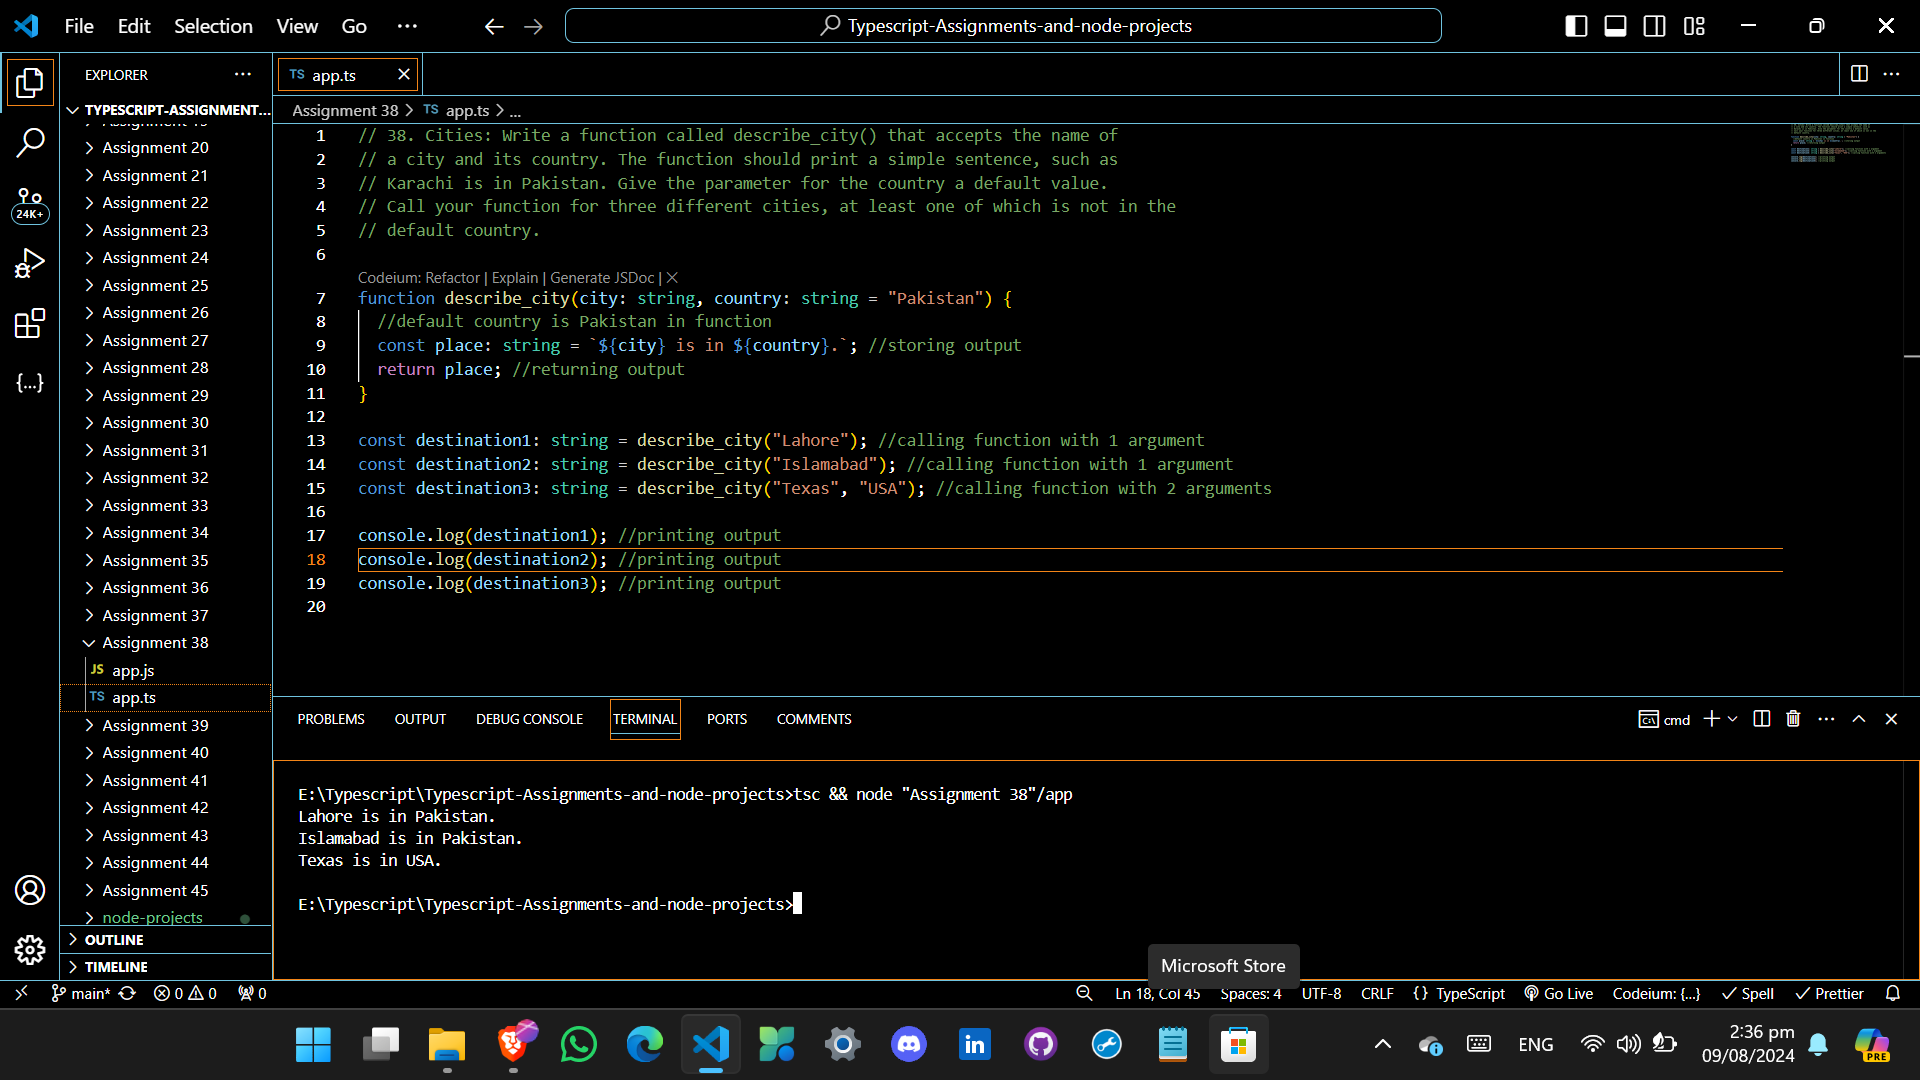 File Edit Selection View Go ···
Typescript-Assignments-and-node-projects
EXPLORER ···
TYPESCRIPT-ASSIGNMENT...
Assignment 20
Assignment 21
Assignment 22
Assignment 23
Assignment 24
Assignment 25
Assignment 26
Assignment 27
Assignment 28
Assignment 29
Assignment 30
Assignment 31
Assignment 32
Assignment 33
Assignment 34
Assignment 35
Assignment 36
Assignment 37
Assignment 38
JS app.js
TS app.ts
Assignment 39
Assignment 40
Assignment 41
Assignment 42
Assignment 43
Assignment 44
Assignment 45
node-projects
OUTLINE
TIMELINE
24K+
TS app.ts
Assignment 38 > TS app.ts > ...
1 // 38. Cities: Write a function called describe_city() that accepts the name of
2 // a city and its country. The function should print a simple sentence, such as
3 // Karachi is in Pakistan. Give the parameter for the country a default value.
4 // Call your function for three different cities, at least one of which is not in the
5 // default country.
6
Codeium: Refactor | Explain | Generate JSDoc | X
7 function describe_city(city: string, country: string = "Pakistan") {
8 //default country is Pakistan in function
9 const place: string = `${city} is in ${country}.`; //storing output
10 return place; //returning output
11 }
12
13 const destination1: string = describe_city("Lahore"); //calling function with 1 argument
14 const destination2: string = describe_city("Islamabad"); //calling function with 1 argument
15 const destination3: string = describe_city("Texas", "USA"); //calling function with 2 arguments
16
17 console.log(destination1); //printing output
18 console.log(destination2); //printing output
19 console.log(destination3); //printing output
20
PROBLEMS OUTPUT DEBUG CONSOLE TERMINAL PORTS COMMENTS
cmd
E:\Typescript\Typescript-Assignments-and-node-projects>tsc && node "Assignment 38"/app
Lahore is in Pakistan.
Islamabad is in Pakistan.
Texas is in USA.
E:\Typescript\Typescript-Assignments-and-node-projects>
Microsoft Store
main* 0 0 0
Ln 18, Col 45 Spaces: 4 UTF-8 CRLF {} TypeScript Go Live Codeium: {...} Spell Prettier
ENG
2:36 pm
09/08/2024
PRE